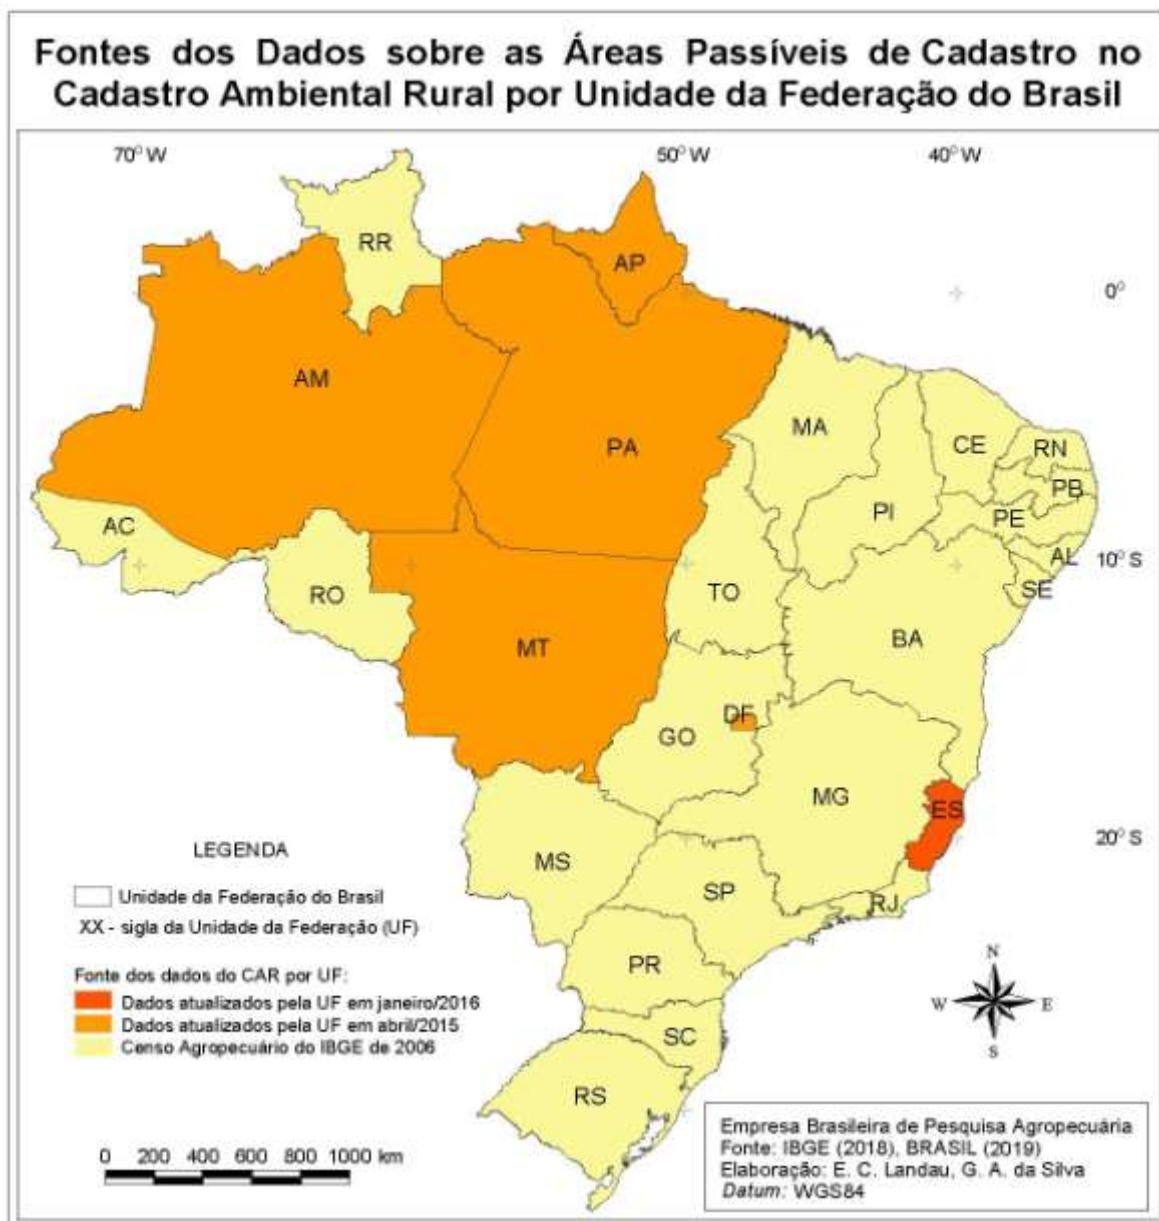 Fontes dos Dados sobre as Áreas Passíveis de Cadastro no
Cadastro Ambiental Rural por Unidade da Federação do Brasil
70° W
50° W
40° W
RR
AP
0°
AM
PA
MA
CE
RN
PB
PI
PE
AC
AL
10° S
RO
TO
SE
MT
BA
DF
GO
MG
ES
20° S
LEGENDA
MS
SP
Unidade da Federação do Brasil
RJ
XX - sigla da Unidade da Federação (UF)
PR
N
Fonte dos dados do CAR por UF:
Dados atualizados pela UF em janeiro/2016
W
E
Dados atualizados pela UF em abril/2015
SC
Censo Agropecuário do IBGE de 2006
S
RS
Empresa Brasileira de Pesquisa Agropecuária
Fonte: IBGE (2018), BRASIL (2019)
Elaboração: E. C. Landau, G. A. da Silva
Datum: WGS84
0 200 400 600 800 1000 km